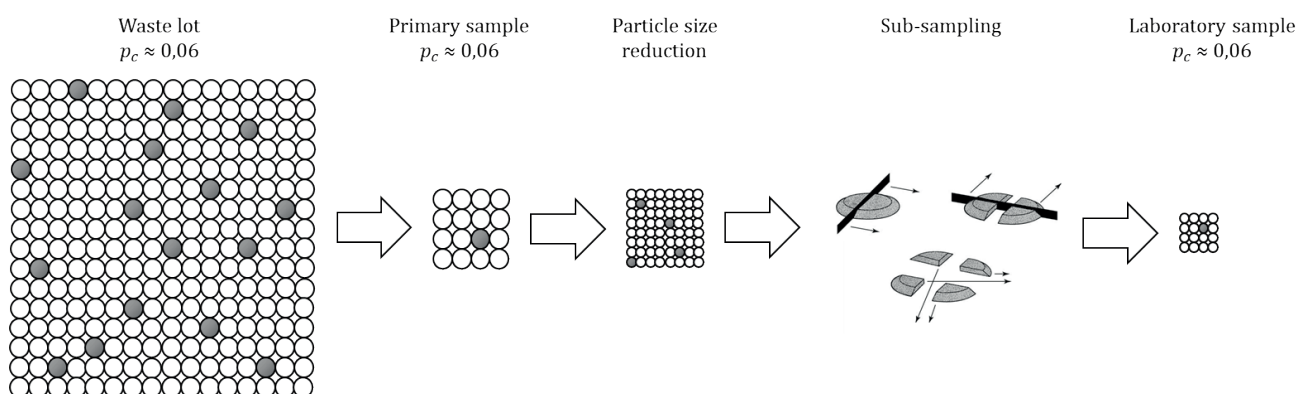 Waste lot
p_c ≈ 0,06
Primary sample
p_c ≈ 0,06
Particle size
reduction
Sub-sampling
Laboratory sample
p_c ≈ 0,06